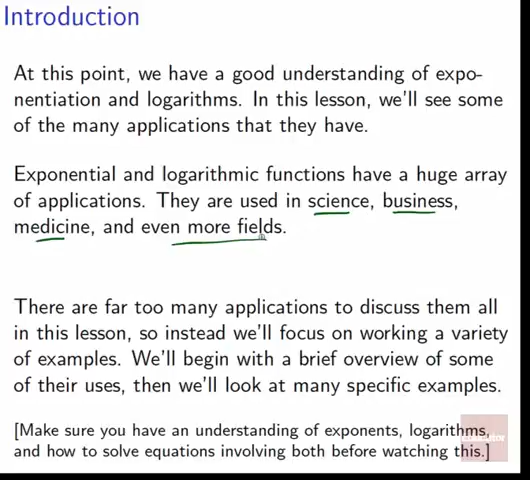 Introduction
At this point, we have a good understanding of expo-
nentiation and logarithms. In this lesson, we'll see some
of the many applications that they have.
Exponential and logarithmic functions have a huge array
of applications. They are used in science, business,
medicine, and even more fields.
There are far too many applications to discuss them all
in this lesson, so instead we'll focus on working a variety
of examples. We'll begin with a brief overview of some
of their uses, then we'll look at many specific examples.
[Make sure you have an understanding of exponents, logarithms,
and how to solve equations involving both before watching this.]